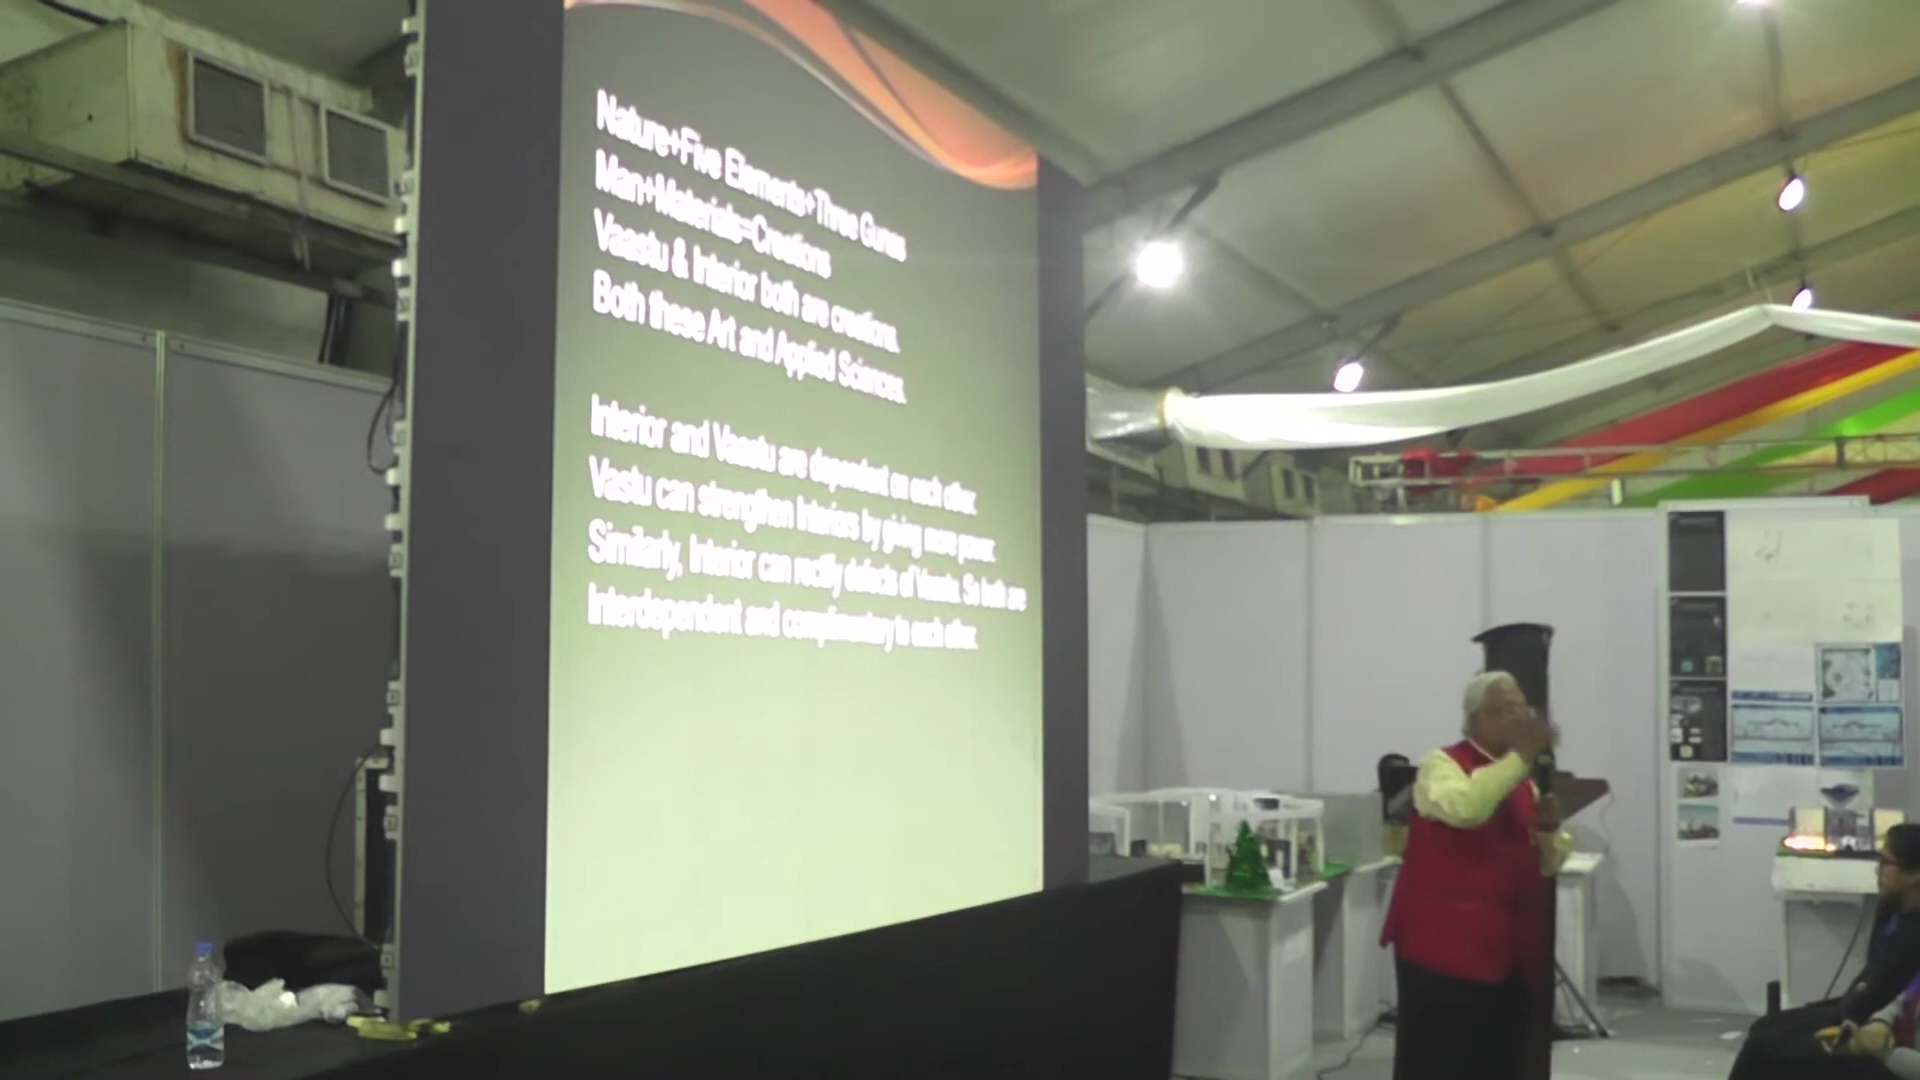 Nature+Five Elements+Three Gunas
Man+Materials=Creations
Vaastu & Interior both are creations.
Both these Art and Applied Sciences.
Interior and Vaastu are dependent on each other.
Vastu can strengthen Interiors by giving more power.
Similarly, Interior can rectify defects of Vaastu. So both are
Interdependent and complimentary to each other.